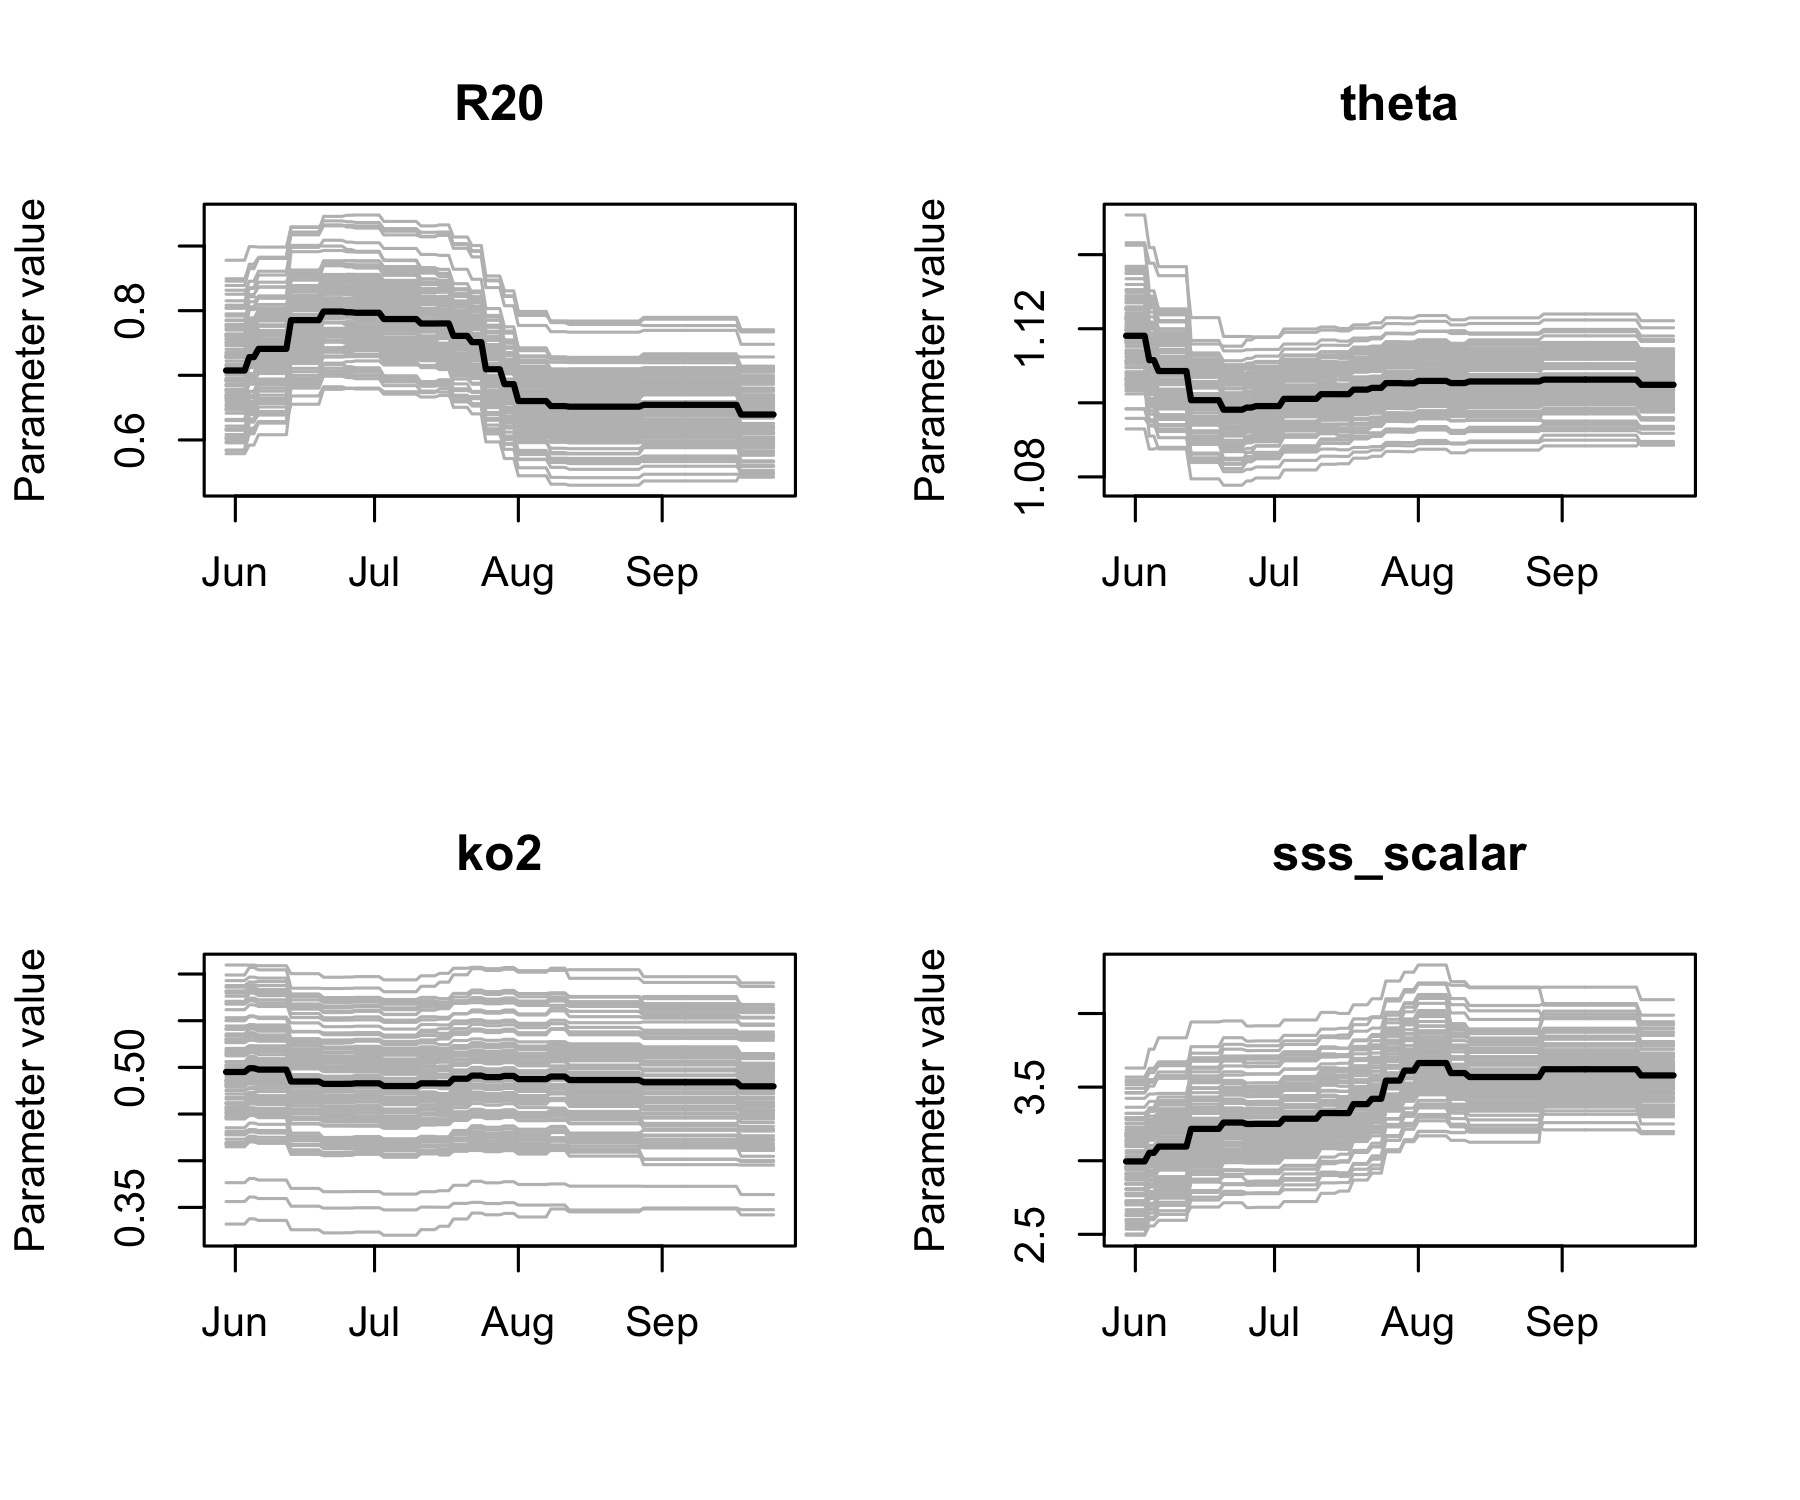 R20
Parameter value
0.8
0.6
Jun Jul Aug Sep
theta
Parameter value
1.12
1.08
Jun Jul Aug Sep
ko2
Parameter value
0.50
0.35
Jun Jul Aug Sep
sss_scalar
Parameter value
3.5
2.5
Jun Jul Aug Sep